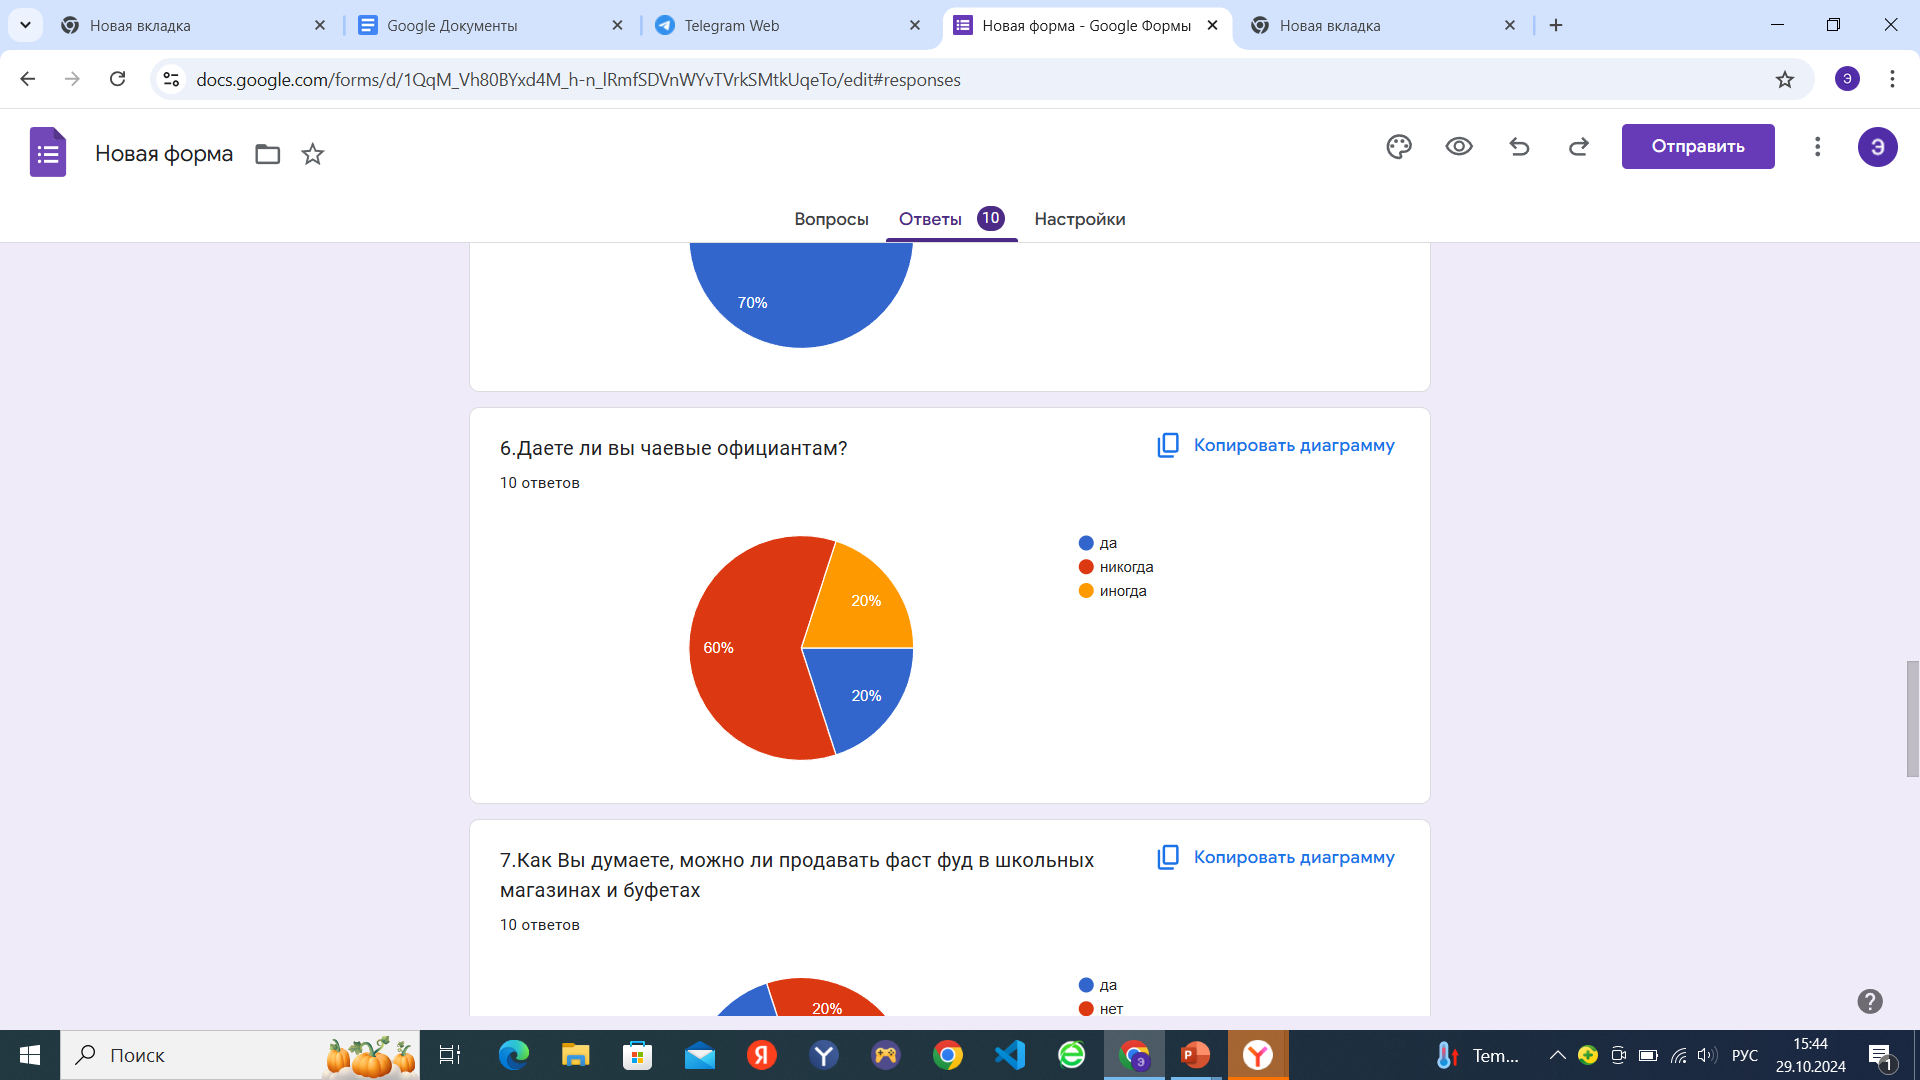 Новая вкладка
Google Документы
Telegram Web
Новая форма - Google Формы
Новая вкладка
docs.google.com/forms/d/1QqM_Vh80BYxd4M_h-n_lRmfSDVnWYvTVrkSMtkUqeTo/edit#responses
Э
Новая форма
Отправить
Э
Вопросы
Ответы 10
Настройки
70%
6.Даете ли вы чаевые официантам?
Копировать диаграмму
10 ответов
да
никогда
иногда
20%
60%
20%
7.Как Вы думаете, можно ли продавать фаст фуд в школьных
магазинах и буфетах
Копировать диаграмму
10 ответов
да
нет
20%
Поиск
Tem...
РУС
15:44
29.10.2024
1